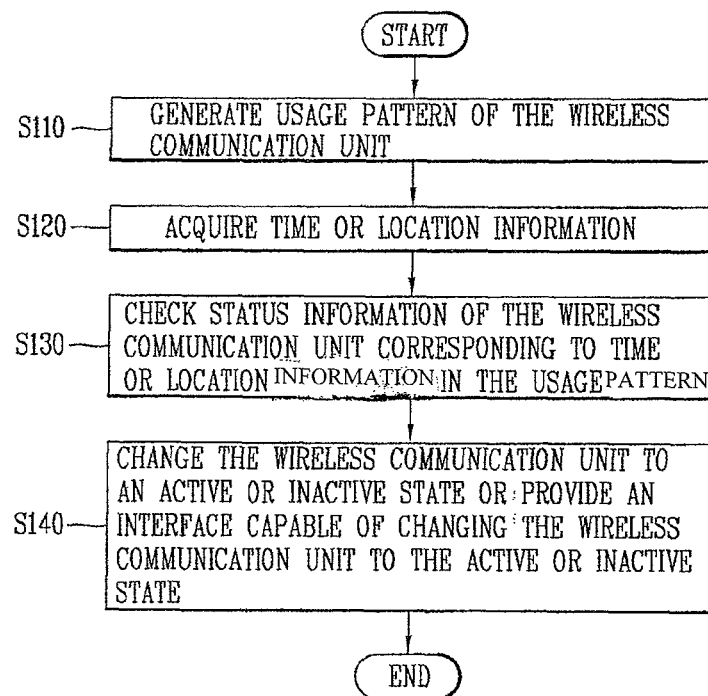 START
S110
GENERATE USAGE PATTERN OF THE WIRELESS
COMMUNICATION UNIT
S120
ACQUIRE TIME OR LOCATION INFORMATION
S130
CHECK STATUS INFORMATION OF THE WIRELESS
COMMUNICATION UNIT CORRESPONDING TO TIME
OR LOCATION INFORMATION IN THE USAGE PATTERN
S140
CHANGE THE WIRELESS COMMUNICATION UNIT TO
AN ACTIVE OR INACTIVE STATE OR PROVIDE AN
INTERFACE CAPABLE OF CHANGING THE WIRELESS
COMMUNICATION UNIT TO THE ACTIVE OR INACTIVE
STATE
END